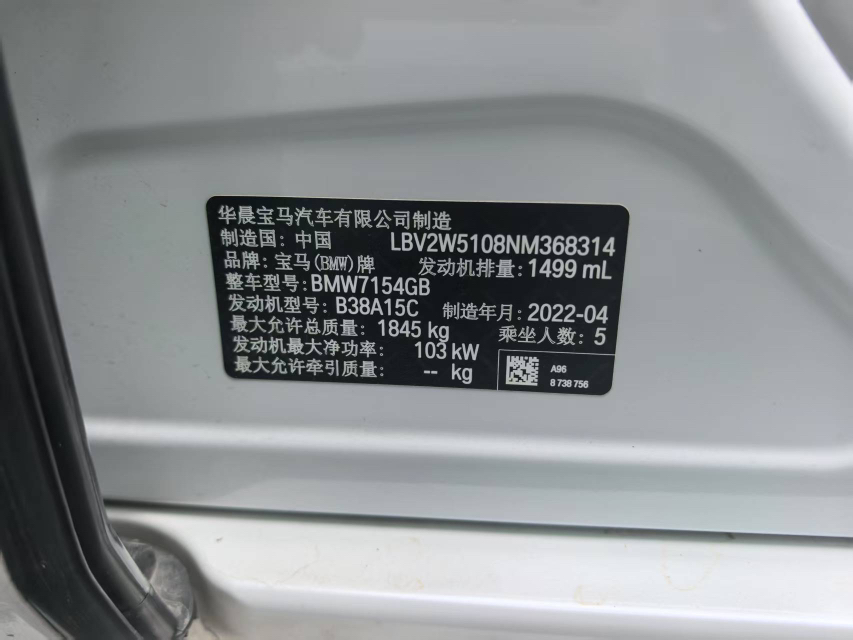 华晨宝马汽车有限公司制造
制造国: 中国 LBV2W5108NM368314
品牌: 宝马(BMW)牌 发动机排量: 1499 mL
整车型号: BMW7154GB
发动机型号: B38A15C 制造年月: 2022-04
最大允许总质量: 1845 kg 乘坐人数: 5
发动机最大净功率: 103 kW
最大允许牵引质量: -- kg
A96
8 738 756